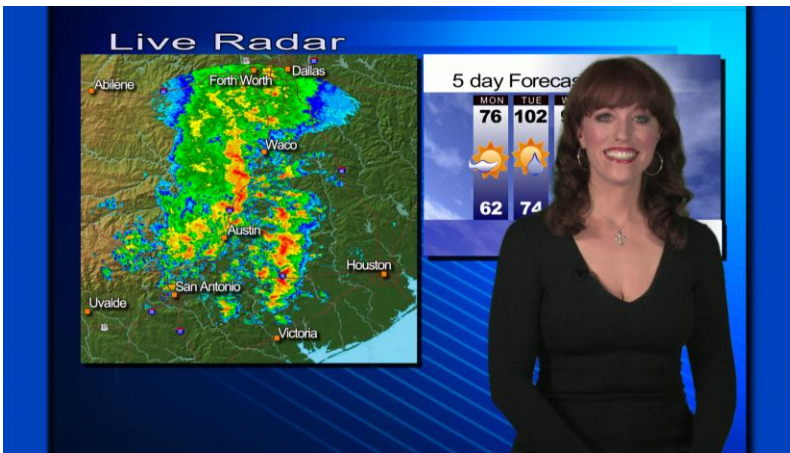 Live Radar
Abilene
Forth Worth
Dallas
Waco
Austin
Houston
San Antonio
Uvalde
Victoria
5 day Forecas
MON TUE W
76 102
62 74